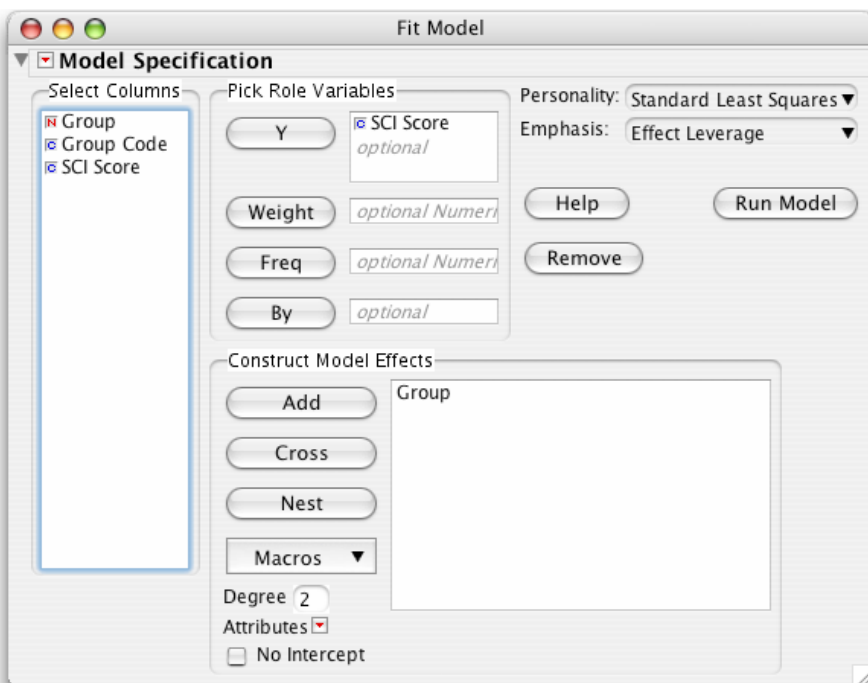 Fit Model
Model Specification
Select Columns
N Group
C Group Code
C SCI Score
Pick Role Variables
Y
C SCI Score
optional
Weight
optional Numeri
Freq
optional Numeri
By
optional
Personality: Standard Least Squares
Emphasis: Effect Leverage
Help
Run Model
Remove
Construct Model Effects
Add
Cross
Nest
Macros
Degree 2
Attributes
No Intercept
Group